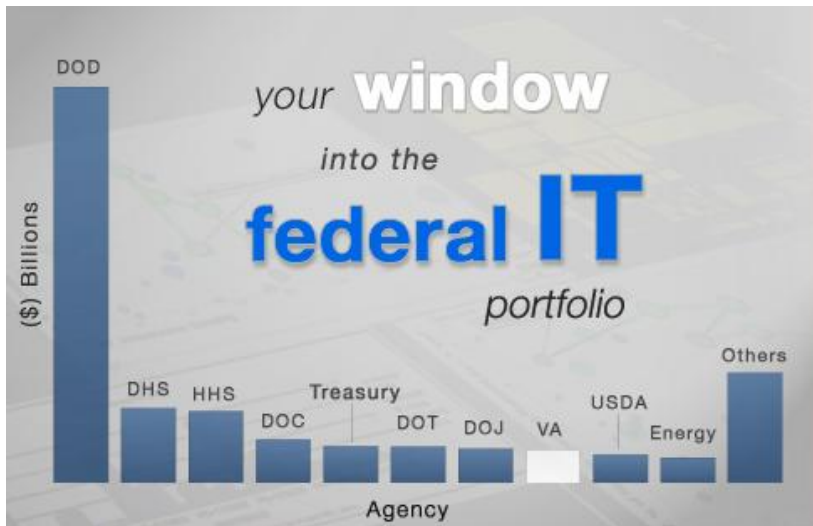 DOD
your window
into the
federal IT
portfolio
($) Billions
Others
DHS
HHS
Treasury
DOC
DOT
DOJ
VA
USDA
Energy
Agency